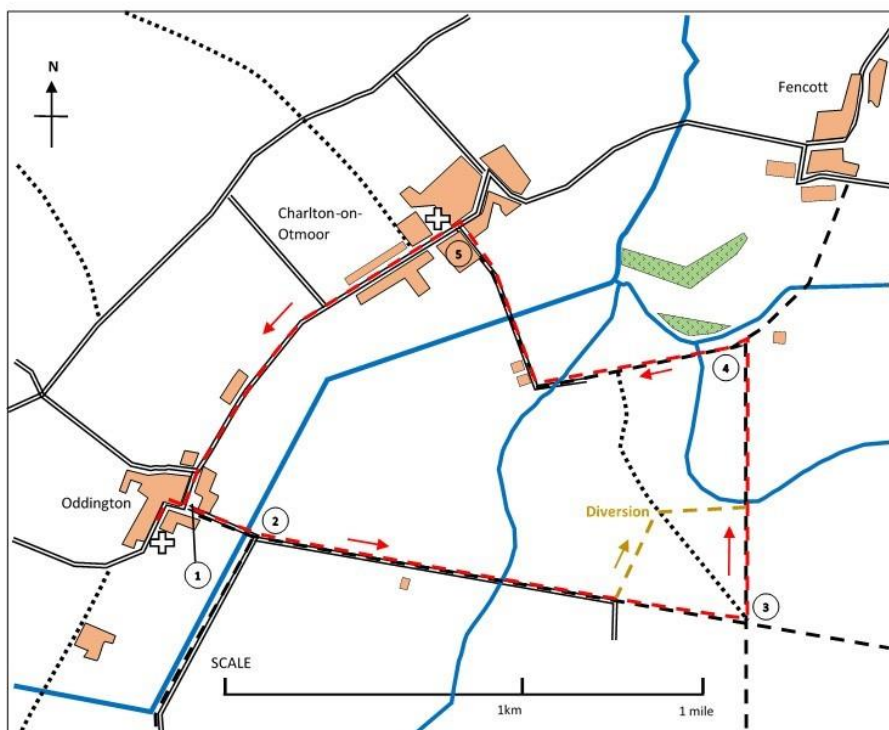 N
Fencott
Charlton-on-
Otmoor
5
4
Oddington
2
Diversion
1
3
SCALE
1km
1 mile